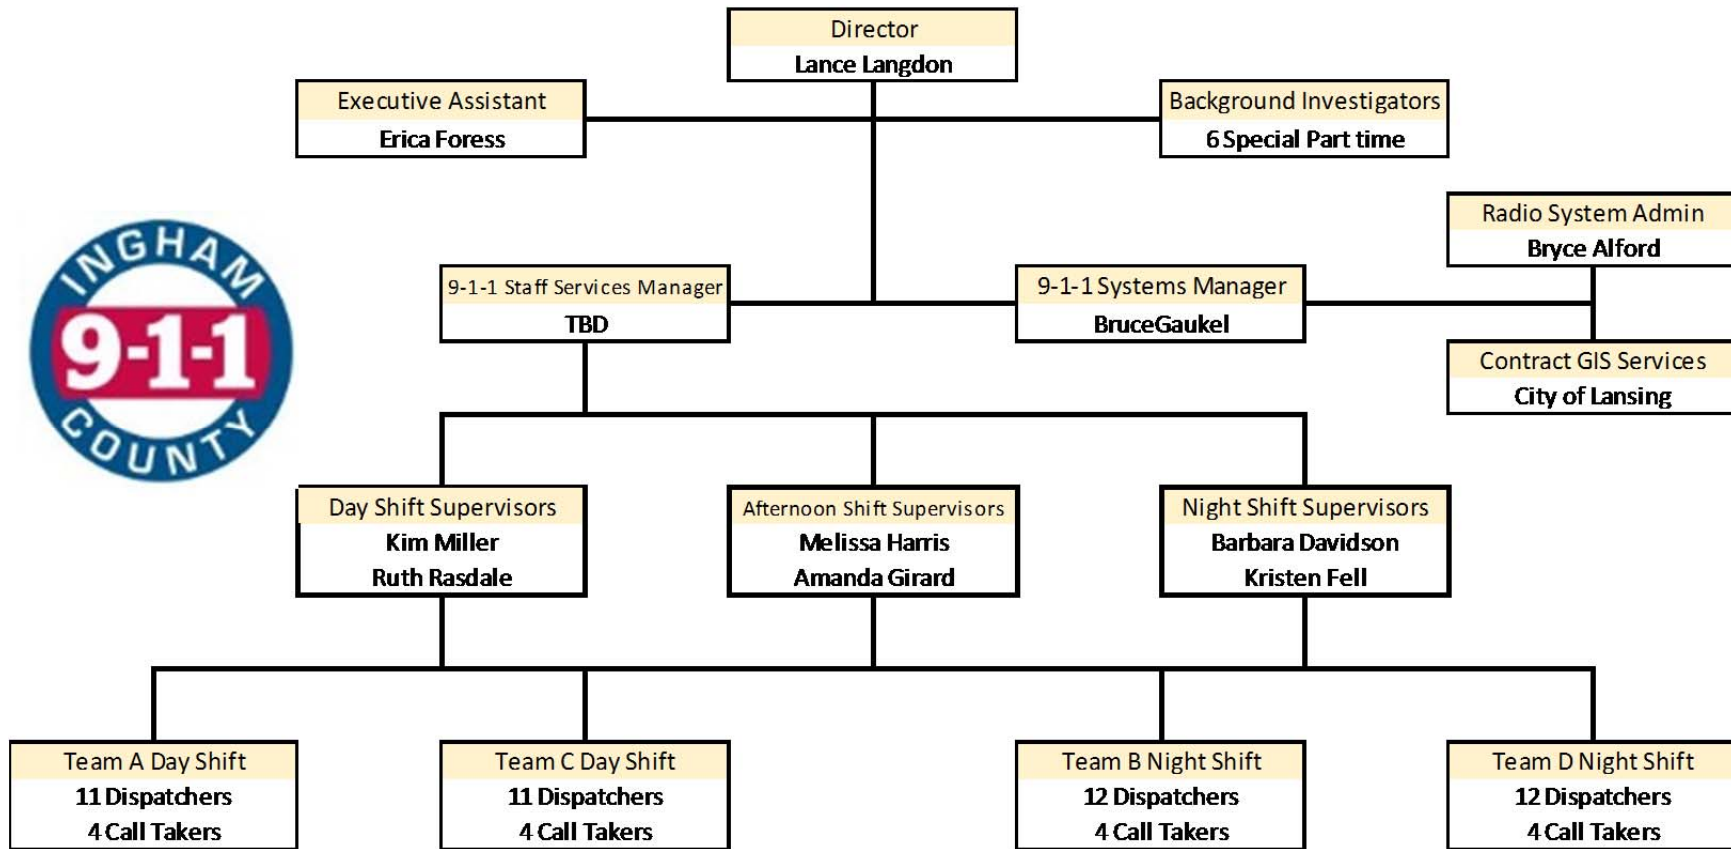 Director
Lance Langdon
Executive Assistant
Erica Foress
Background Investigators
6 Special Part time
Radio System Admin
Bryce Alford
INGHAM
9-1-1
COUNTY
9-1-1 Staff Services Manager
TBD
9-1-1 Systems Manager
BruceGaukel
Contract GIS Services
City of Lansing
Day Shift Supervisors
Kim Miller
Ruth Rasdale
Afternoon Shift Supervisors
Melissa Harris
Amanda Girard
Night Shift Supervisors
Barbara Davidson
Kristen Fell
Team A Day Shift
11 Dispatchers
4 Call Takers
Team C Day Shift
11 Dispatchers
4 Call Takers
Team B Night Shift
12 Dispatchers
4 Call Takers
Team D Night Shift
12 Dispatchers
4 Call Takers